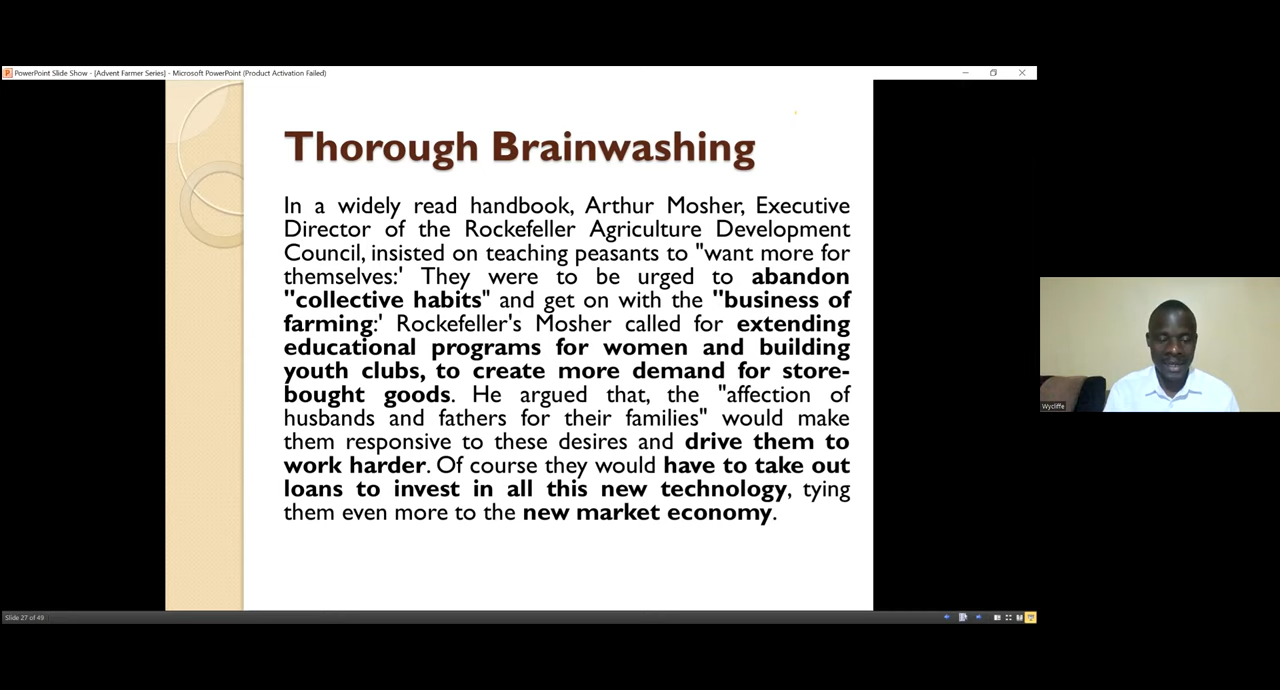 PowerPoint Slide Show - [Advent Farmer Series] - Microsoft PowerPoint (Product Activation Failed)
Thorough Brainwashing
In a widely read handbook, Arthur Mosher, Executive
Director of the Rockefeller Agriculture Development
Council, insisted on teaching peasants to "want more for
themselves:' They were to be urged to abandon
"collective habits" and get on with the "business of
farming:' Rockefeller's Mosher called for extending
educational programs for women and building
youth clubs, to create more demand for store-
bought goods. He argued that, the "affection of
husbands and fathers for their families" would make
them responsive to these desires and drive them to
work harder. Of course they would have to take out
loans to invest in all this new technology, tying
them even more to the new market economy.
Wycliffe
Slide 27 of 49